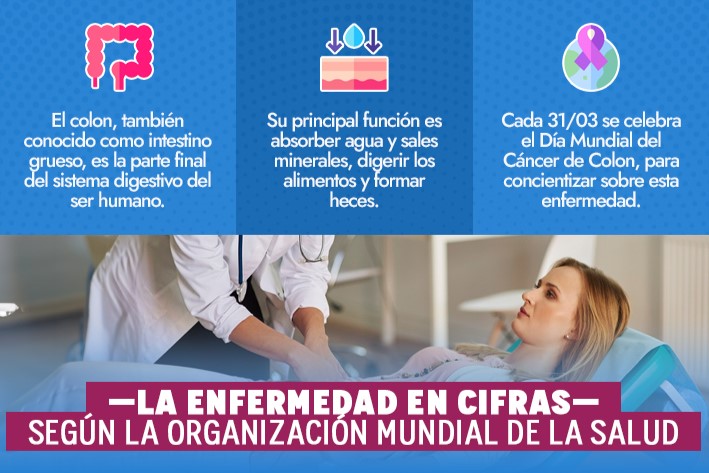 El colon, también
conocido como intestino
grueso, es la parte final
del sistema digestivo del
ser humano.
Su principal función es
absorber agua y sales
minerales, digerir los
alimentos y formar
heces.
Cada 31/03 se celebra
el Día Mundial del
Cáncer de Colon, para
concientizar sobre esta
enfermedad.
—LA ENFERMEDAD EN CIFRAS—
SEGÚN LA ORGANIZACIÓN MUNDIAL DE LA SALUD